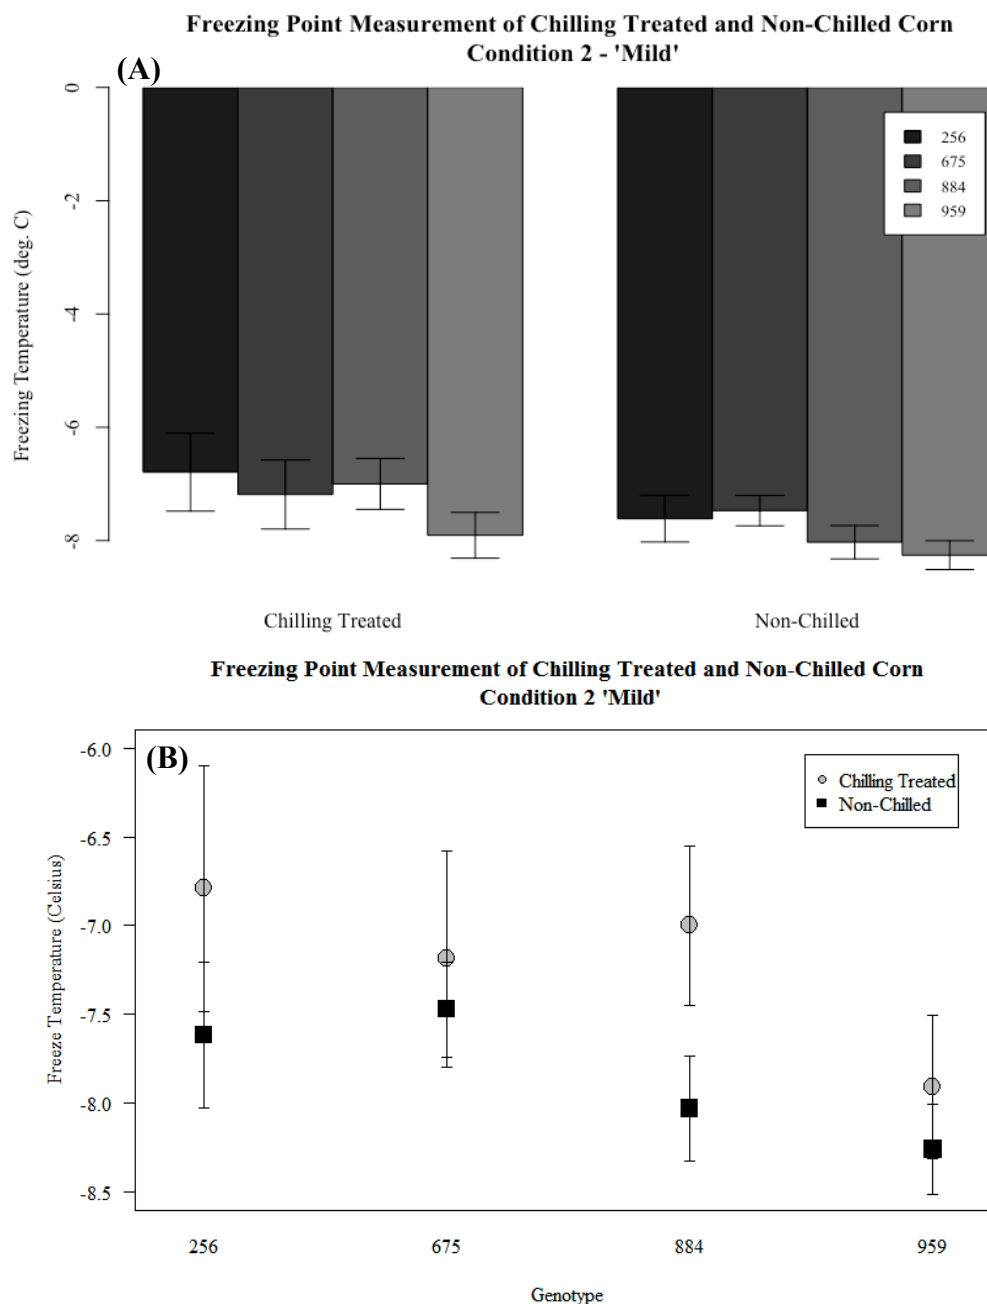 Freezing Point Measurement of Chilling Treated and Non-Chilled Corn
Condition 2 - 'Mild'
(A)
0
-2
-4
-6
-8
Freezing Temperature (deg. C)
256
675
884
959
Chilling Treated
Non-Chilled
Freezing Point Measurement of Chilling Treated and Non-Chilled Corn
Condition 2 'Mild'
(B)
-6.0
-6.5
-7.0
-7.5
-8.0
-8.5
Freeze Temperature (Celsius)
Chilling Treated
Non-Chilled
256
675
884
959
Genotype